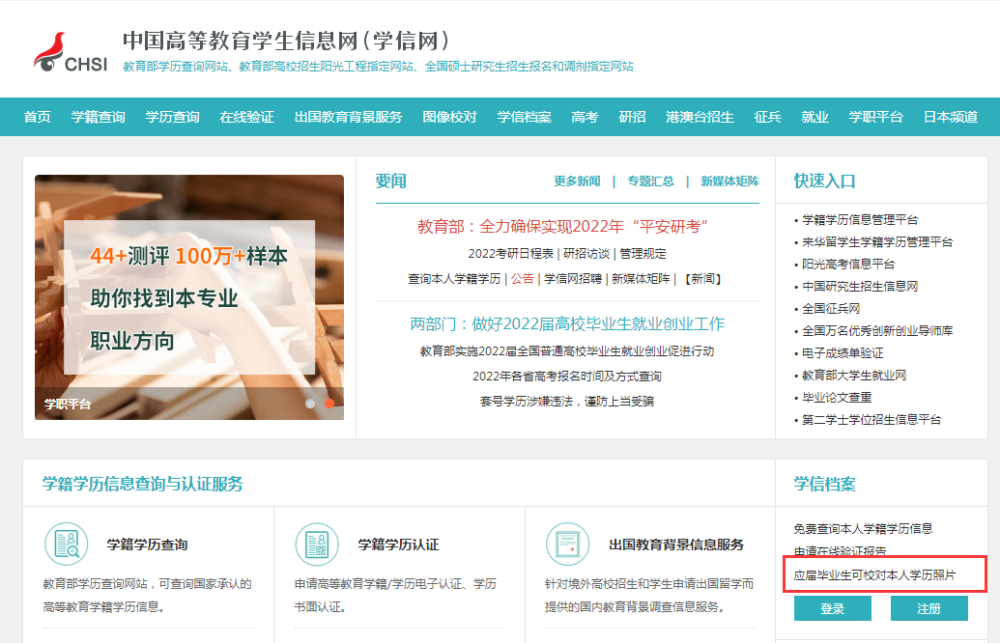 CHSI
中国高等教育学生信息网(学信网)
教育部学历查询网站、教育部高校招生阳光工程指定网站、全国硕士研究生招生报名和调剂指定网站
首页 学籍查询 学历查询 在线验证 出国教育背景服务 图像校对 学信档案 高考 研招 港澳台招生 征兵 就业 学职平台 日本频道
44+测评 100万+样本
助你找到本专业
职业方向
学职平台
要闻
更多新闻 | 专题汇总 | 新媒体矩阵
教育部：全力确保实现2022年“平安研考”
2022考研日程表 | 研招访谈 | 管理规定
查询本人学籍学历 | 公告 | 学信网招聘 | 新媒体矩阵 | 【新闻】
两部门：做好2022届高校毕业生就业创业工作
教育部实施2022届全国普通高校毕业生就业创业促进行动
2022年各省高考报名时间及方式查询
套号学历涉嫌违法，谨防上当受骗
快速入口
• 学籍学历信息管理平台
• 来华留学生学籍学历管理平台
• 阳光高考信息平台
• 中国研究生招生信息网
• 全国征兵网
• 全国万名优秀创新创业导师库
• 电子成绩单验证
• 教育部大学生就业网
• 毕业论文查重
• 第二学士学位招生信息平台
学籍学历信息查询与认证服务
学籍学历查询
教育部学历查询网站，可查询国家承认的
高等教育学籍学历信息。
学籍学历认证
申请高等教育学籍/学历电子认证、学历
书面认证。
出国教育背景信息服务
针对境外高校招生和学生申请出国留学而
提供的国内教育背景调查信息服务。
学信档案
免费查询本人学籍学历信息
申请在线验证报告
应届毕业生可校对本人学历照片
登录 注册